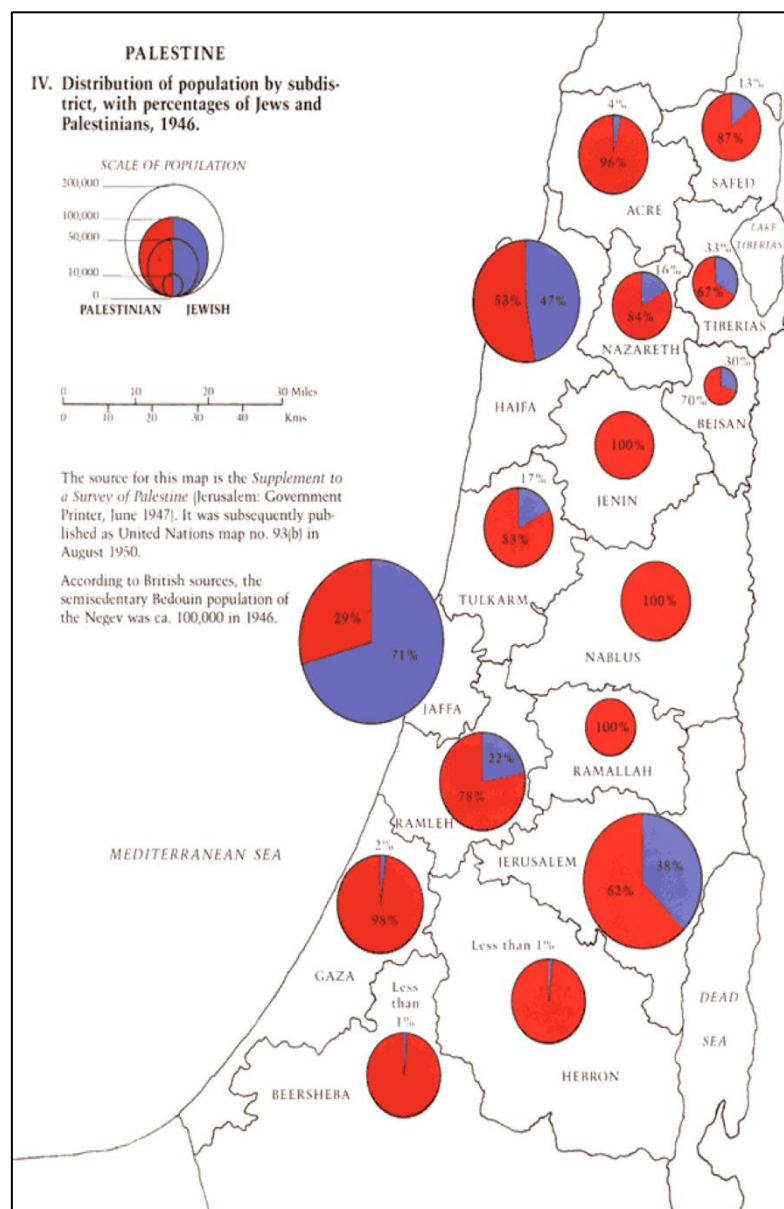 PALESTINE
IV. Distribution of population by subdis-
trict, with percentages of Jews and
Palestinians, 1946.
SCALE OF POPULATION
200,000
100,000
50,000
10,000
0
PALESTINIAN JEWISH
0 10 20 30 Miles
0 10 20 30 40 Kms
The source for this map is the Supplement to
a Survey of Palestine (Jerusalem: Government
Printer, June 1947). It was subsequently pub-
lished as United Nations map no. 93(b) in
August 1950.
According to British sources, the
semisedentary Bedouin population of
the Negev was ca. 100,000 in 1946.
13%
87%
SAFED
4%
96%
ACRE
LAKE
TIBERIAS
33%
67%
TIBERIAS
16%
84%
NAZARETH
53% 47%
HAIFA
30%
70%
BEISAN
100%
JENIN
17%
83%
TULKARM
100%
NABLUS
29%
71%
JAFFA
100%
RAMALLAH
22%
78%
RAMLEH
MEDITERRANEAN SEA
JERUSALEM
38%
62%
2%
98%
GAZA
Less than 1%
HEBRON
Less
than
1%
BEERSHEBA
DEAD
SEA